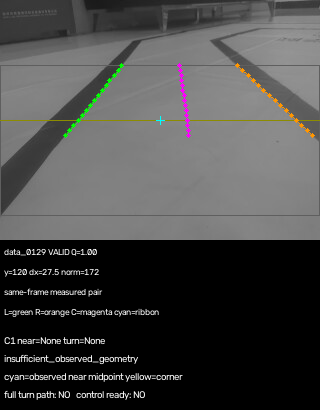 data_0129 VALID Q=1.00
y=120 dx=27.5 norm=172
same-frame measured pair
L=green R=orange C=magenta cyan=ribbon
C1 near=None turn=None
insufficient_observed_geometry
cyan=observed near midpoint yellow=corner
full turn path: NO control ready: NO